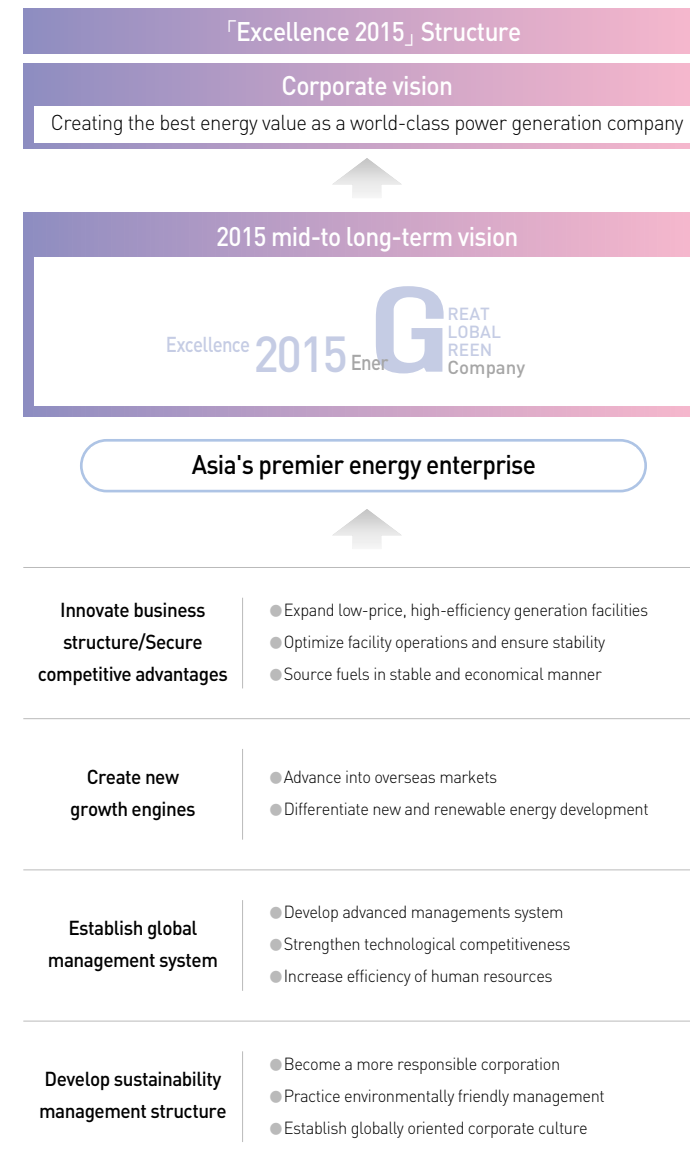 「Excellence 2015」 Structure
Corporate vision
Creating the best energy value as a world-class power generation company
2015 mid-to long-term vision
Excellence 2015 EnerG
REAT
LOBAL
REEN
Company
Asia's premier energy enterprise
Innovate business
structure/Secure
competitive advantages
●Expand low-price, high-efficiency generation facilities
●Optimize facility operations and ensure stability
●Source fuels in stable and economical manner
Create new
growth engines
●Advance into overseas markets
●Differentiate new and renewable energy development
Establish global
management system
●Develop advanced managements system
●Strengthen technological competitiveness
●Increase efficiency of human resources
Develop sustainability
management structure
●Become a more responsible corporation
●Practice environmentally friendly management
●Establish globally oriented corporate culture